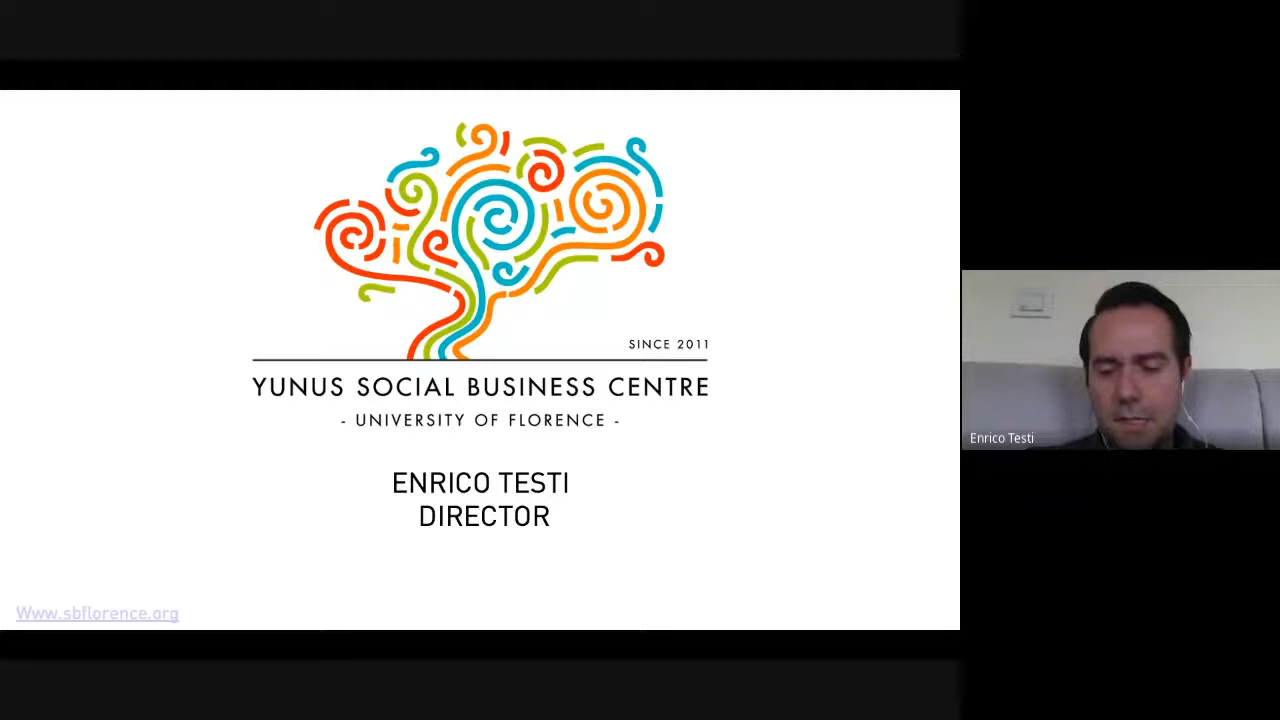 SINCE 2011
YUNUS SOCIAL BUSINESS CENTRE
- UNIVERSITY OF FLORENCE -
ENRICO TESTI
DIRECTOR
Www.sbflorence.org
Enrico Testi